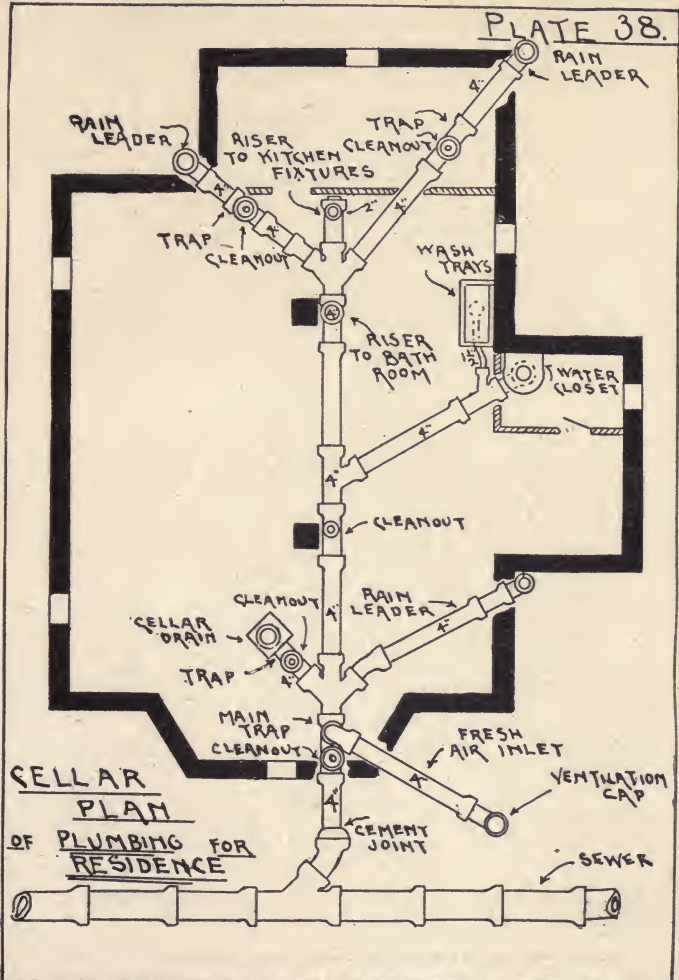 PLATE 38.
RAIN
LEADER
4"
TRAP
CLEANOUT
4"
RAIN
LEADER
4"
TRAP
CLEANOUT
4"
RISER
TO KITCHEN
FIXTURES
2"
WASH
TRAYS
1½"
4"
RISER
TO BATH
ROOM
WATER
CLOSET
4"
4"
CLEANOUT
4"
CLEANOUT
CELLAR
DRAIN
TRAP
4"
RAIN
LEADER
4"
MAIN
TRAP
CLEANOUT
FRESH
AIR INLET
4"
VENTILATION
CAP
4"
CEMENT
JOINT
CELLAR
PLAN
OF PLUMBING FOR
RESIDENCE
SEWER